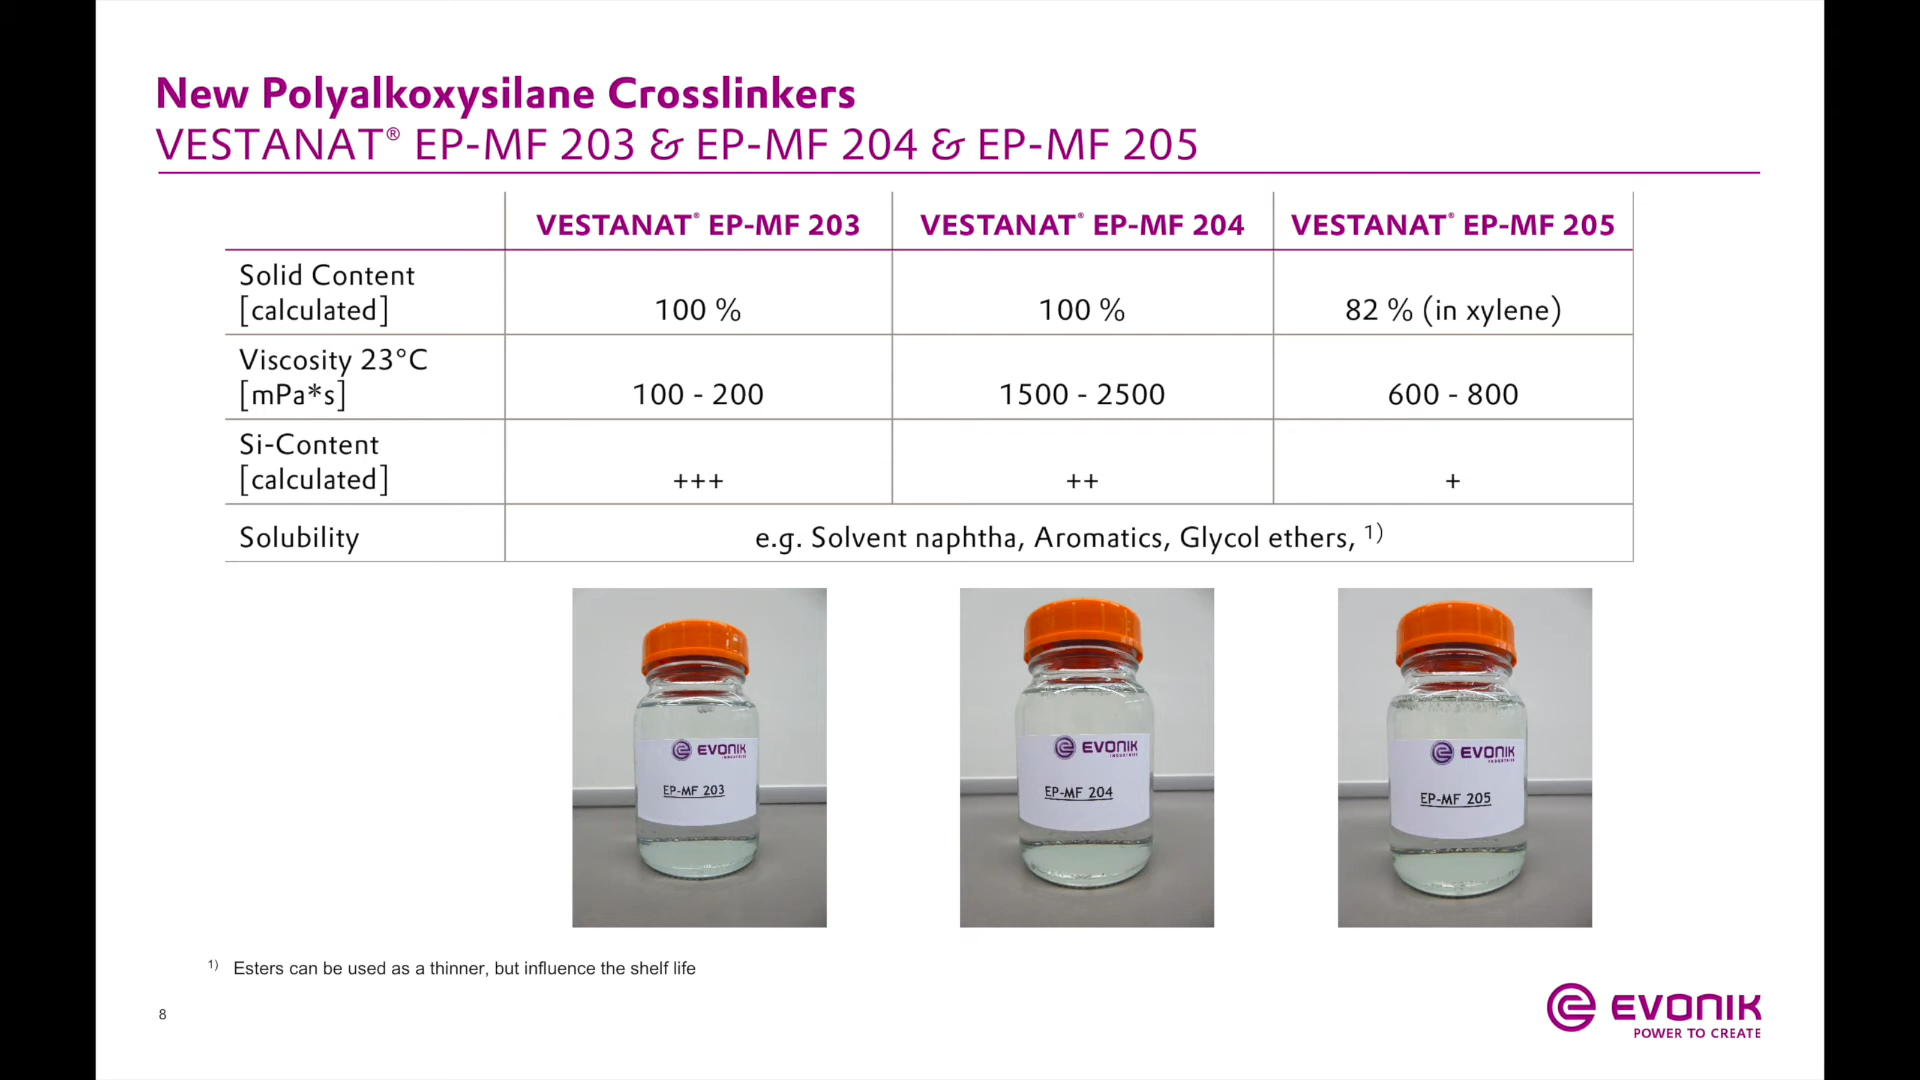 New Polyalkoxysilane Crosslinkers
VESTANAT® EP-MF 203 & EP-MF 204 & EP-MF 205
VESTANAT® EP-MF 203 VESTANAT® EP-MF 204 VESTANAT® EP-MF 205
Solid Content
[calculated] 100 % 100 % 82 % (in xylene)
Viscosity 23°C
[mPa*s] 100 - 200 1500 - 2500 600 - 800
Si-Content
[calculated] +++ ++ +
Solubility e.g. Solvent naphtha, Aromatics, Glycol ethers, 1)
EVONIK
INDUSTRIES
EP-MF 203
EVONIK
INDUSTRIES
EP-MF 204
EVONIK
INDUSTRIES
EP-MF 205
1) Esters can be used as a thinner, but influence the shelf life
8
EVONIK
POWER TO CREATE